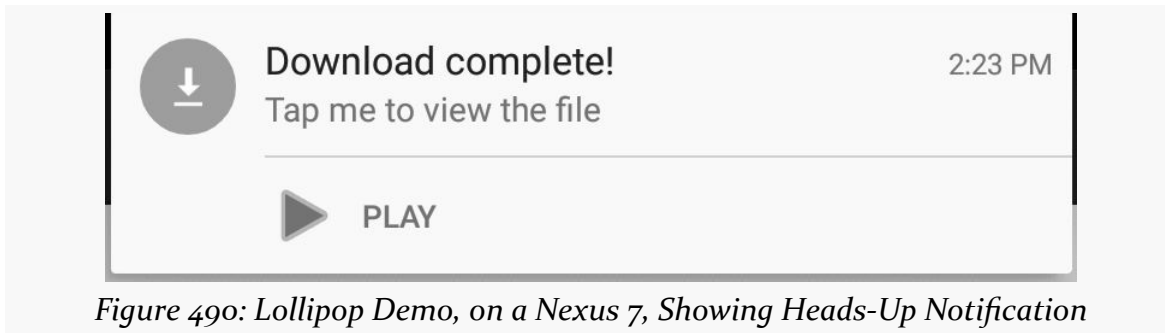 Download complete!
2:23 PM
Tap me to view the file
PLAY
Figure 490: Lollipop Demo, on a Nexus 7, Showing Heads-Up Notification